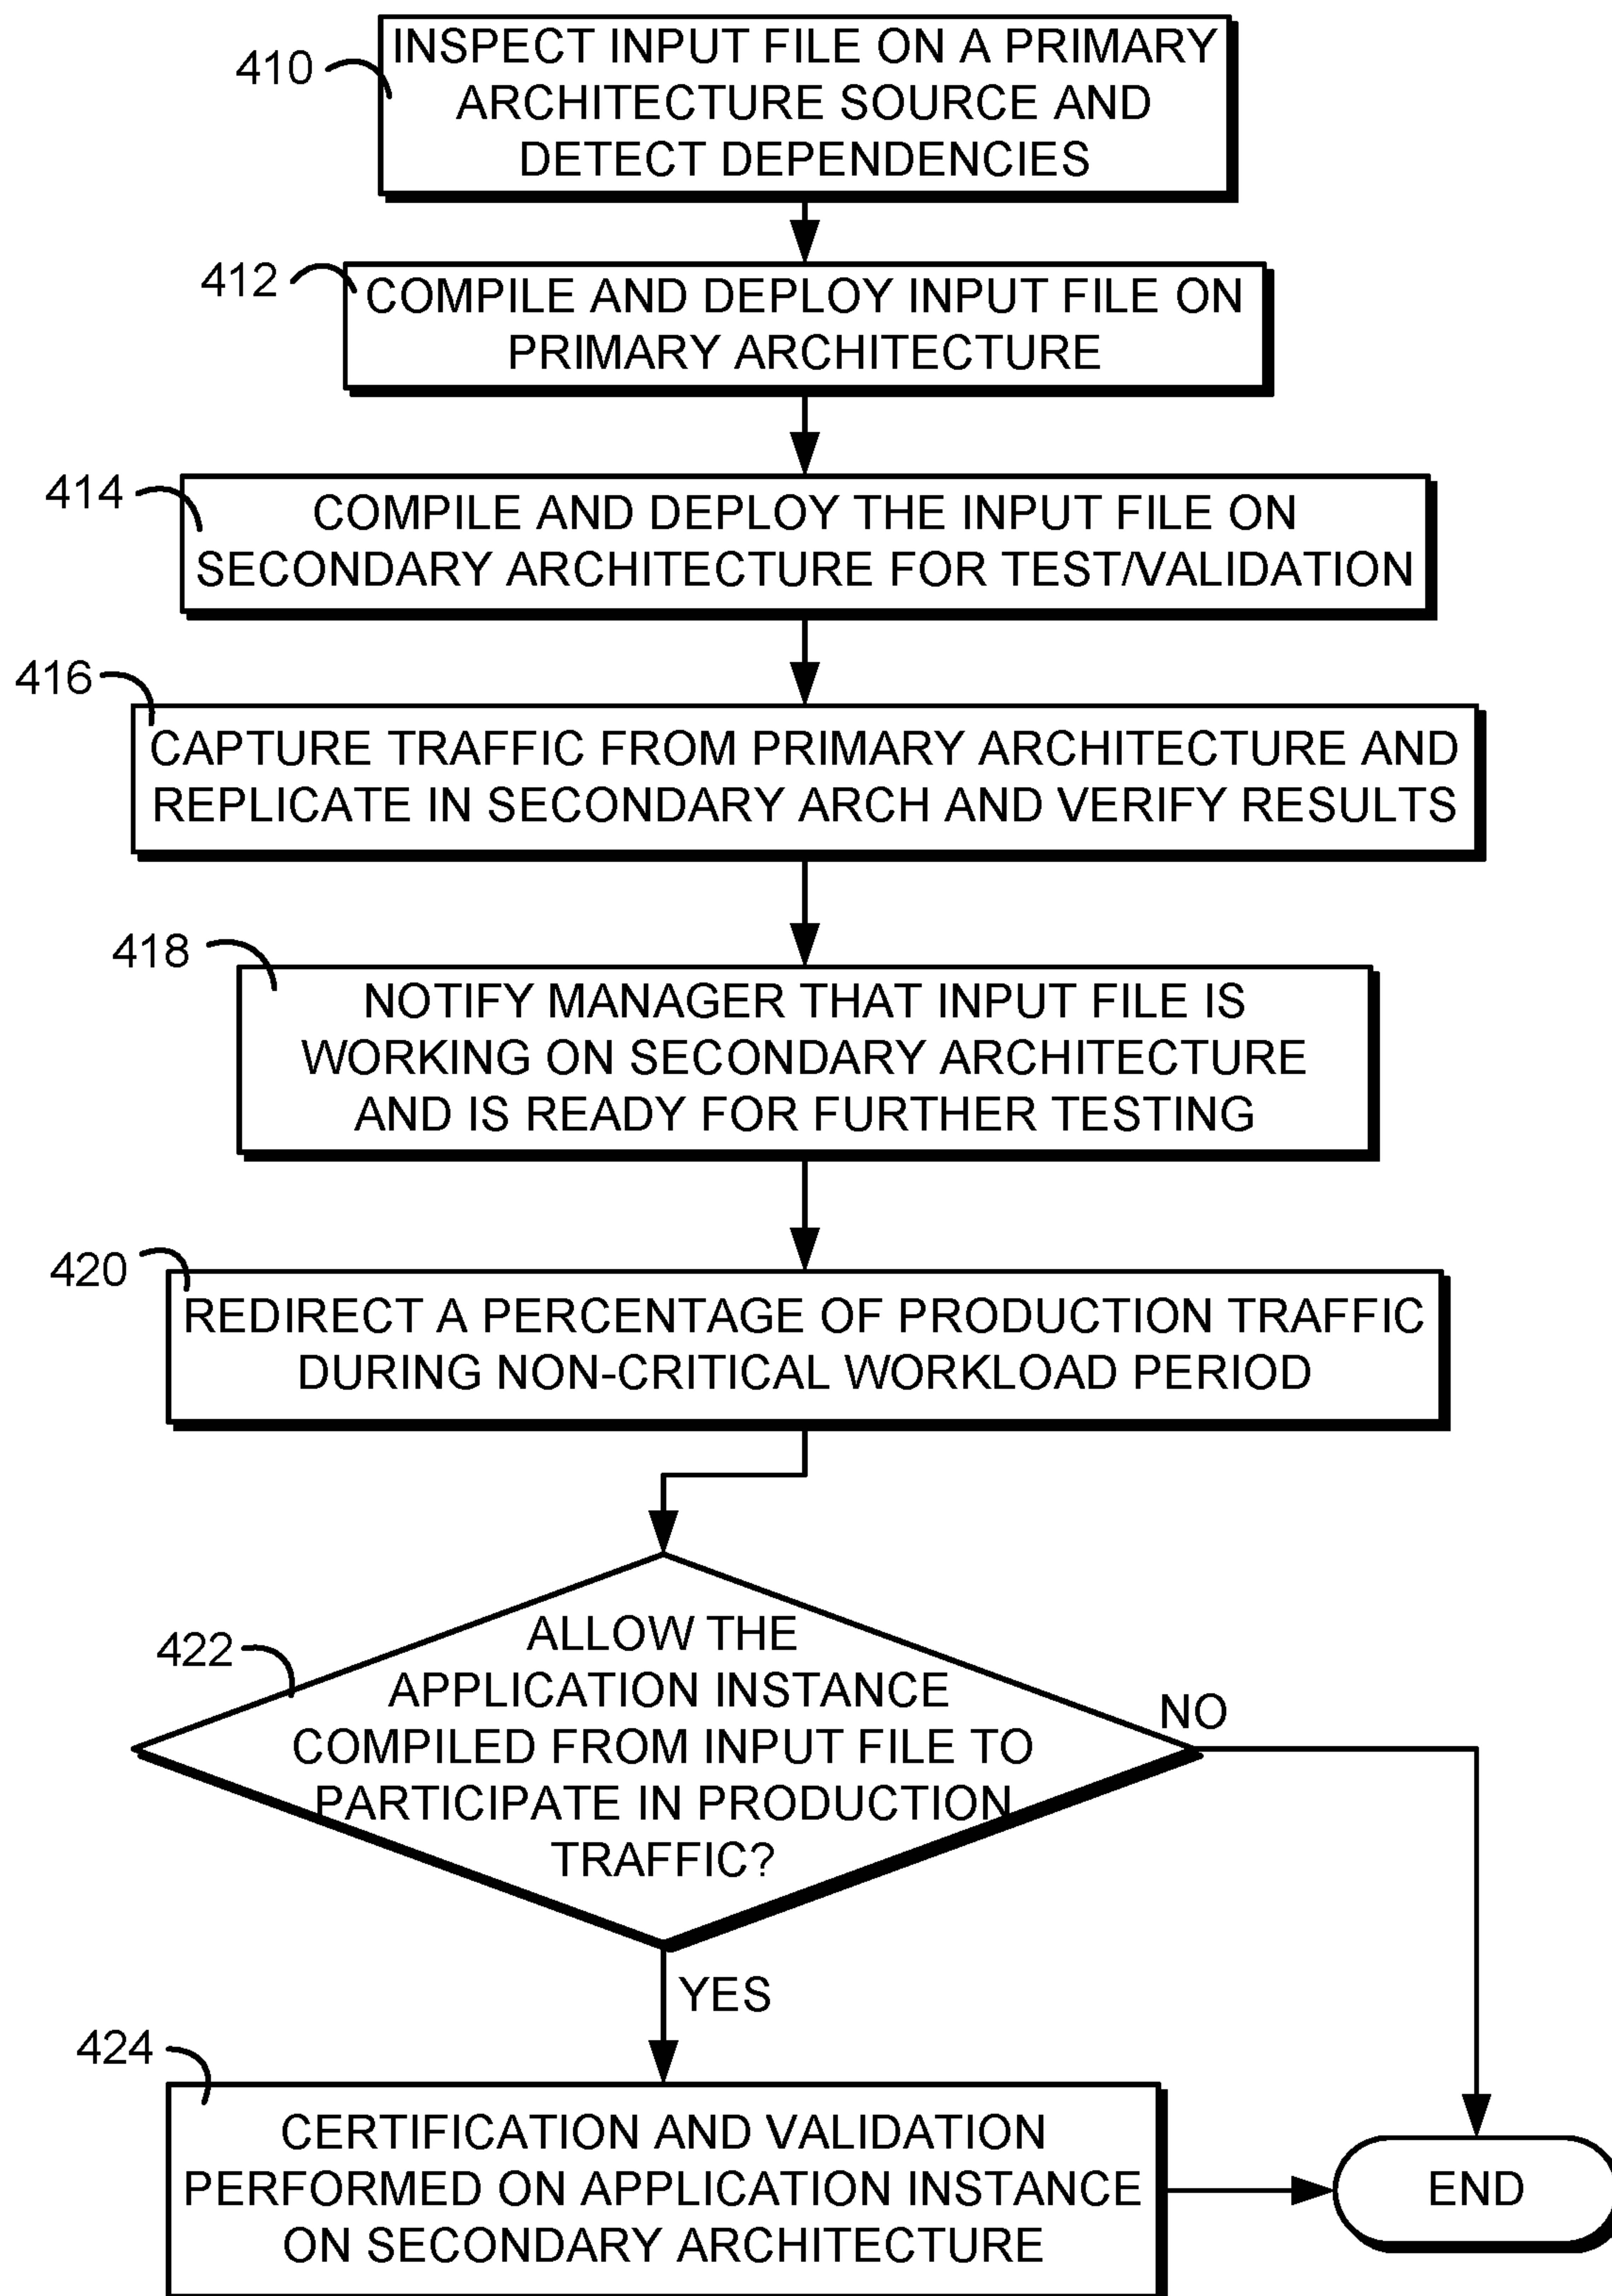 410
INSPECT INPUT FILE ON A PRIMARY
ARCHITECTURE SOURCE AND
DETECT DEPENDENCIES
412
COMPILE AND DEPLOY INPUT FILE ON
PRIMARY ARCHITECTURE
414
COMPILE AND DEPLOY THE INPUT FILE ON
SECONDARY ARCHITECTURE FOR TEST/VALIDATION
416
CAPTURE TRAFFIC FROM PRIMARY ARCHITECTURE AND
REPLICATE IN SECONDARY ARCH AND VERIFY RESULTS
418
NOTIFY MANAGER THAT INPUT FILE IS
WORKING ON SECONDARY ARCHITECTURE
AND IS READY FOR FURTHER TESTING
420
REDIRECT A PERCENTAGE OF PRODUCTION TRAFFIC
DURING NON-CRITICAL WORKLOAD PERIOD
422
ALLOW THE
APPLICATION INSTANCE
COMPILED FROM INPUT FILE TO
PARTICIPATE IN PRODUCTION
TRAFFIC?
NO
YES
424
CERTIFICATION AND VALIDATION
PERFORMED ON APPLICATION INSTANCE
ON SECONDARY ARCHITECTURE
END